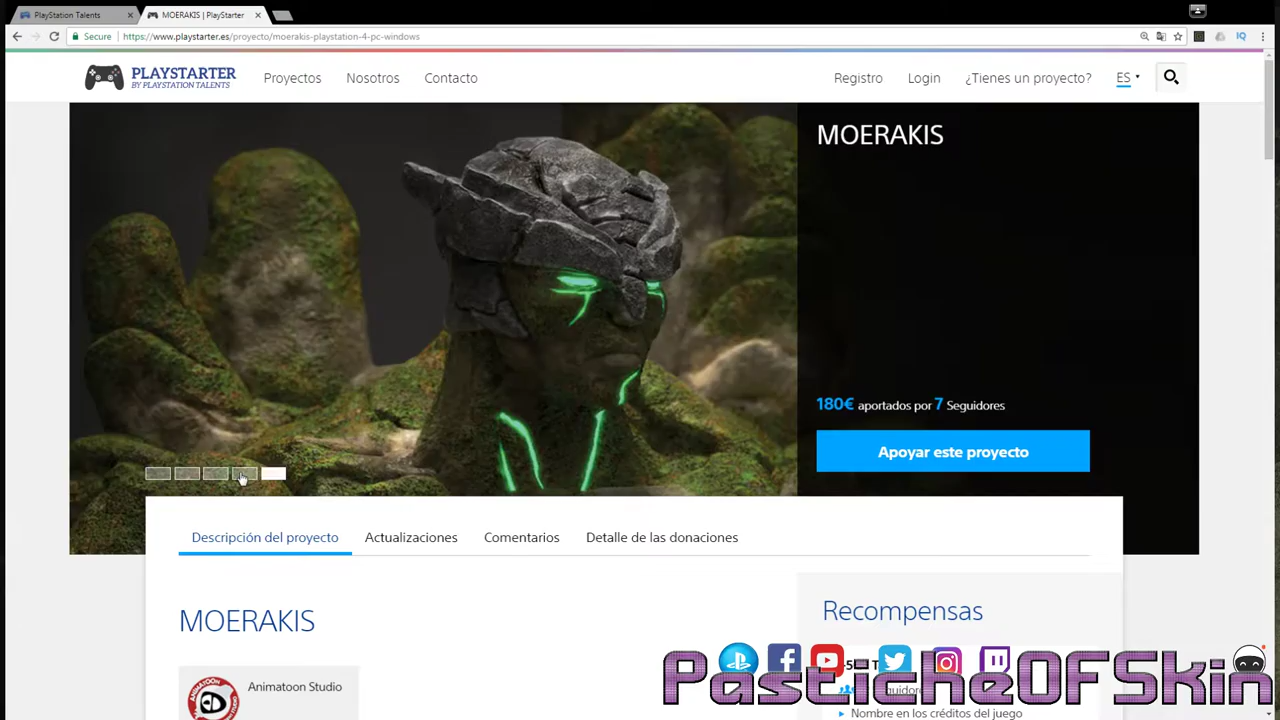 PlayStation Talents
MOERAKIS | PlayStarter
Secure
https://www.playstarter.es/proyecto/moerakis-playstation-4-pc-windows
PLAYSTARTER
BY PLAYSTATION TALENTS
Proyectos
Nosotros
Contacto
Registro
Login
¿Tienes un proyecto?
ES
MOERAKIS
180€ aportados por 7 Seguidores
Apoyar este proyecto
Descripción del proyecto
Actualizaciones
Comentarios
Detalle de las donaciones
MOERAKIS
Recompensas
Animatoon Studio
PasticheOFSkin
Nombre en los créditos del juego